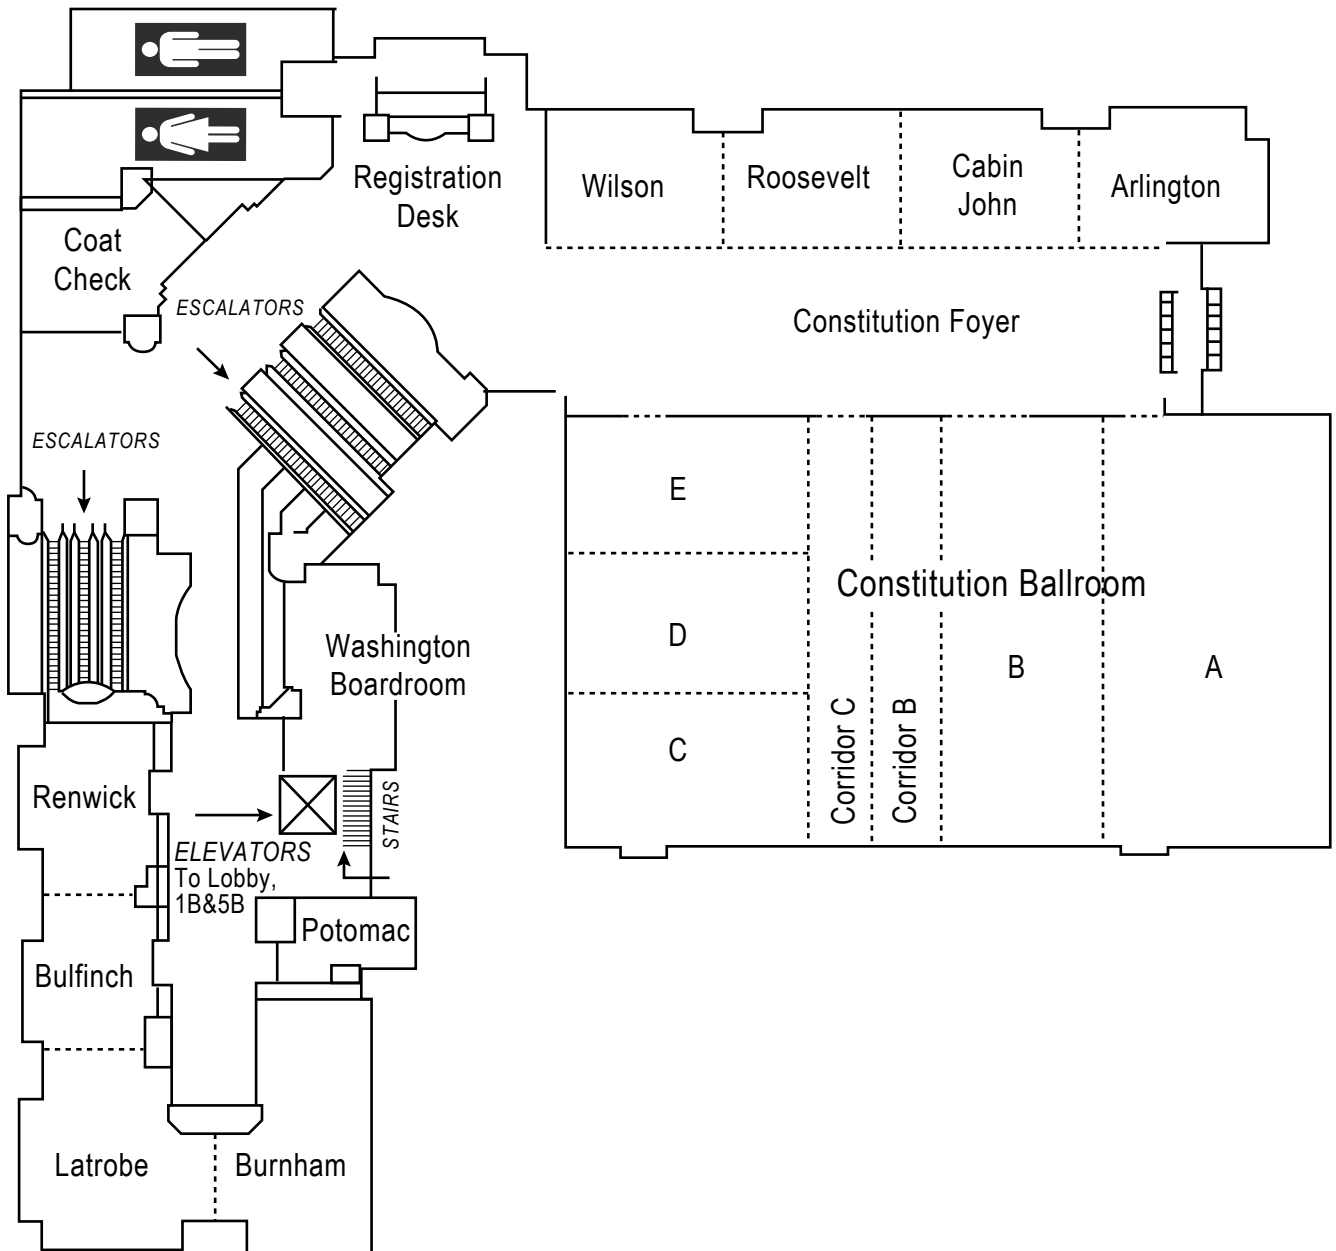 Registration
Desk
Wilson
Roosevelt
Cabin
John
Arlington
Coat
Check
ESCALATORS
Constitution Foyer
ESCALATORS
E
Constitution Ballroom
D
B
A
Washington
Boardroom
C
Corridor C
Corridor B
Renwick
STAIRS
ELEVATORS
To Lobby,
1B&5B
Potomac
Bulfinch
Latrobe
Burnham